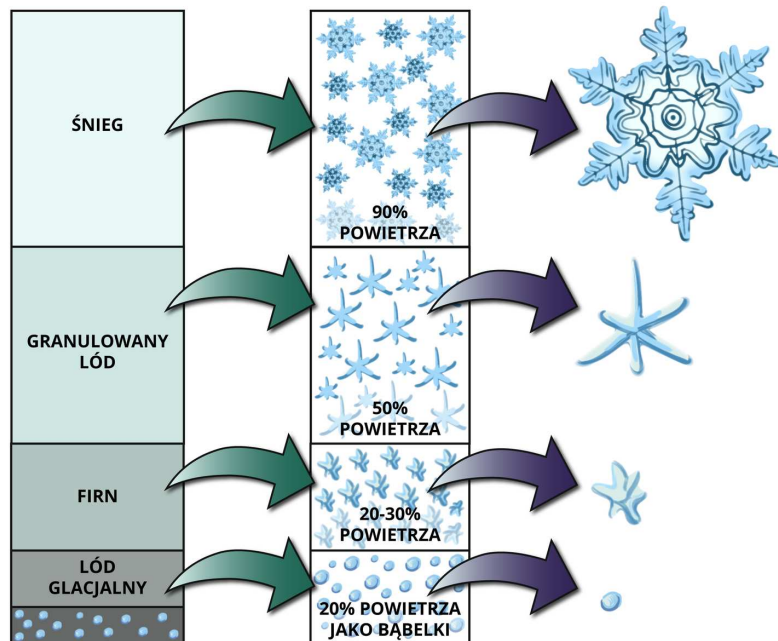 ŚNIEG
90%
POWIETRZA
GRANULOWANY
LÓD
50%
POWIETRZA
FIRN
20-30%
POWIETRZA
LÓD
GLACJALNY
20% POWIETRZA
JAKO BĄBELKI